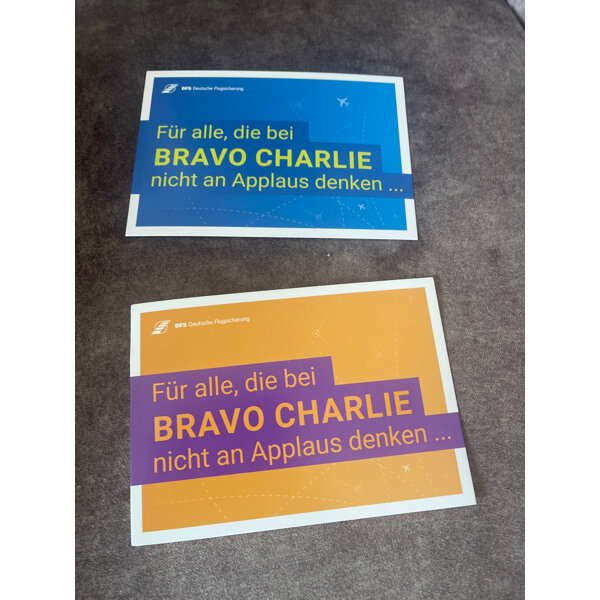 DFS Deutsche Flugsicherung
Für alle, die bei
BRAVO CHARLIE
nicht an Applaus denken ...
DFS Deutsche Flugsicherung
Für alle, die bei
BRAVO CHARLIE
nicht an Applaus denken ...